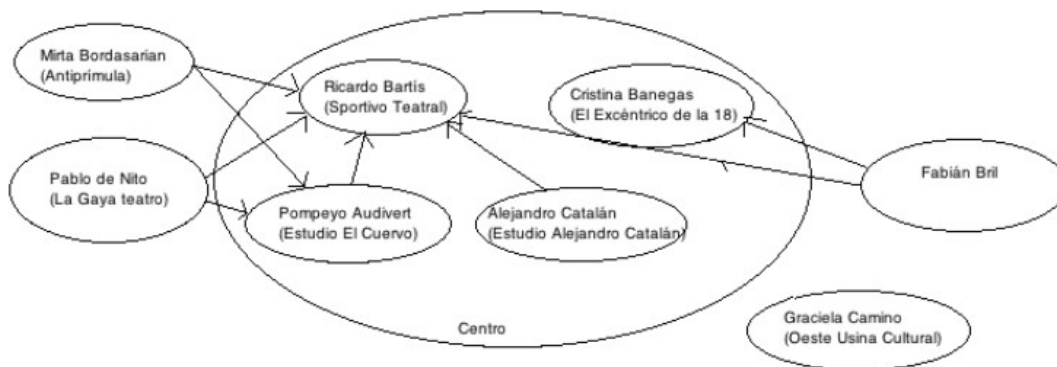 Mirta Bordasarian
(Antiprímula)
Ricardo Bartís
(Sportivo Teatral)
Cristina Banegas
(El Excéntrico de la 18)
Pablo de Nito
(La Gaya teatro)
Fabián Bril
Pompeyo Audivert
(Estudio El Cuervo)
Alejandro Catalán
(Estudio Alejandro Catalán)
Centro
Graciela Camino
(Oeste Usina Cultural)